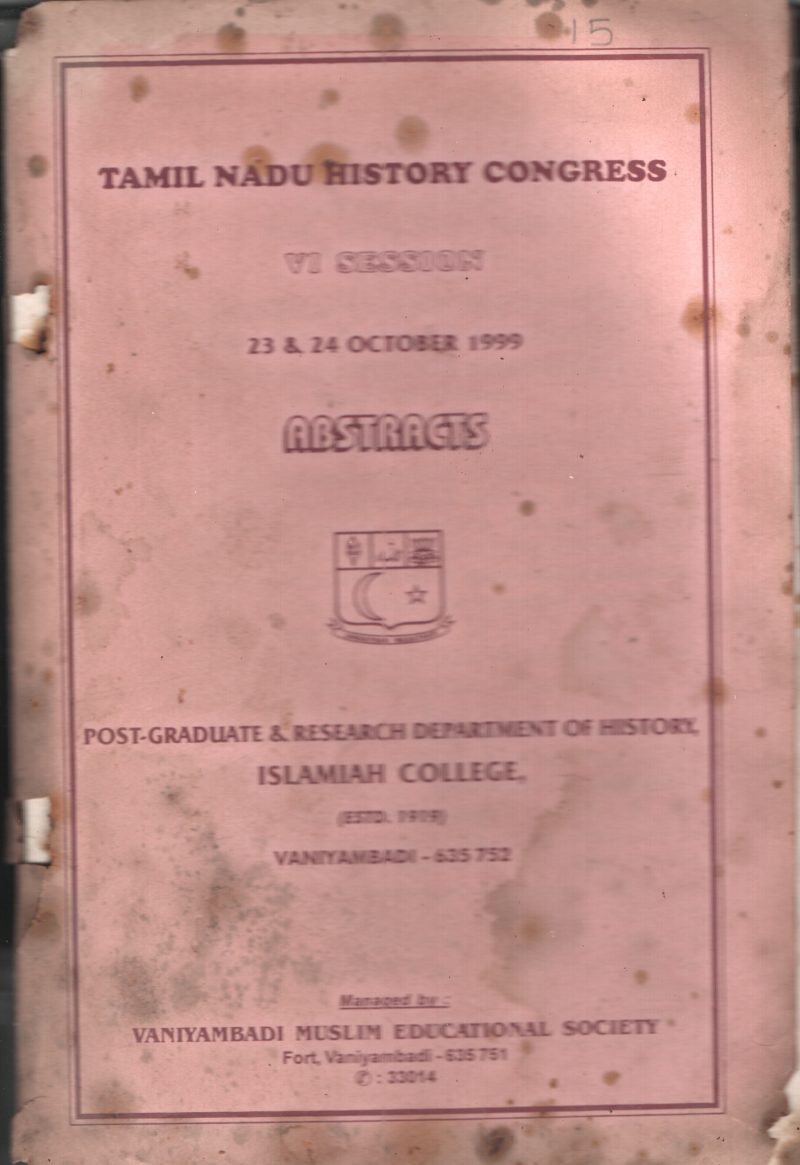 15
TAMIL NADU HISTORY CONGRESS
VI SESSION
23 & 24 OCTOBER 1999
ABSTRACTS
POST-GRADUATE & RESEARCH DEPARTMENT OF HISTORY,
ISLAMIAH COLLEGE,
(ESTD. 1919)
VANIYAMBADI - 635 752
Managed by :
VANIYAMBADI MUSLIM EDUCATIONAL SOCIETY
Fort, Vaniyambadi - 635 751
✆ : 33014